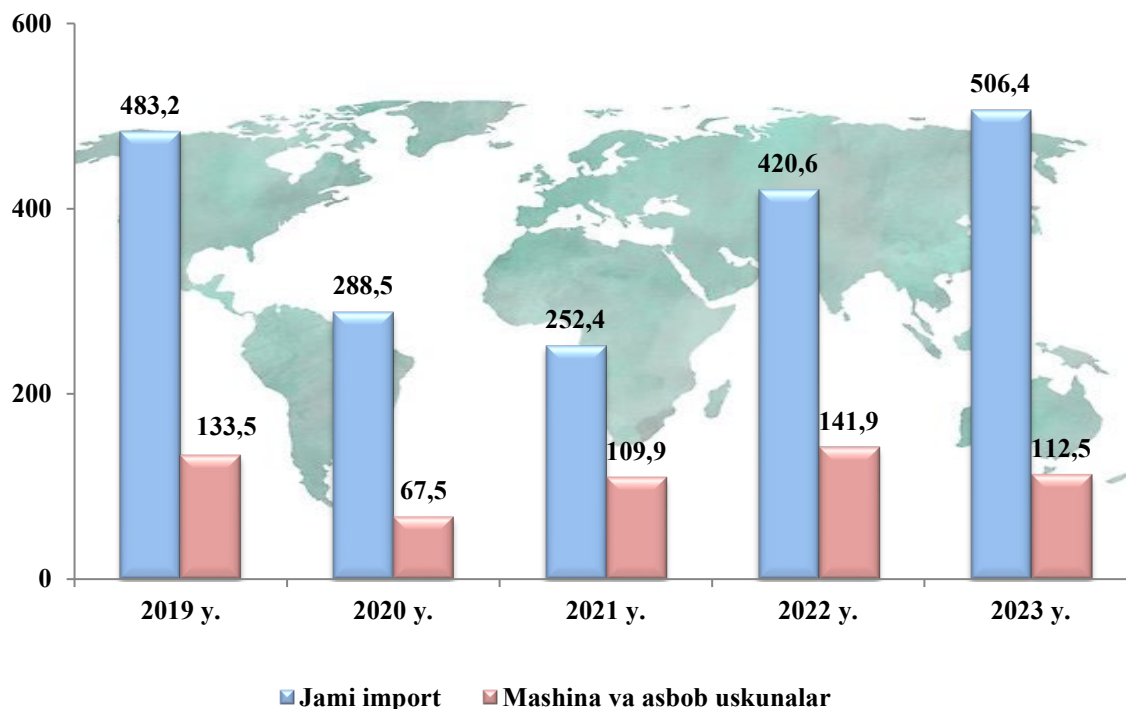 600
400
200
0
483,2
133,5
288,5
67,5
252,4
109,9
420,6
141,9
506,4
112,5
2019 y.
2020 y.
2021 y.
2022 y.
2023 y.
Jami import
Mashina va asbob uskunalar